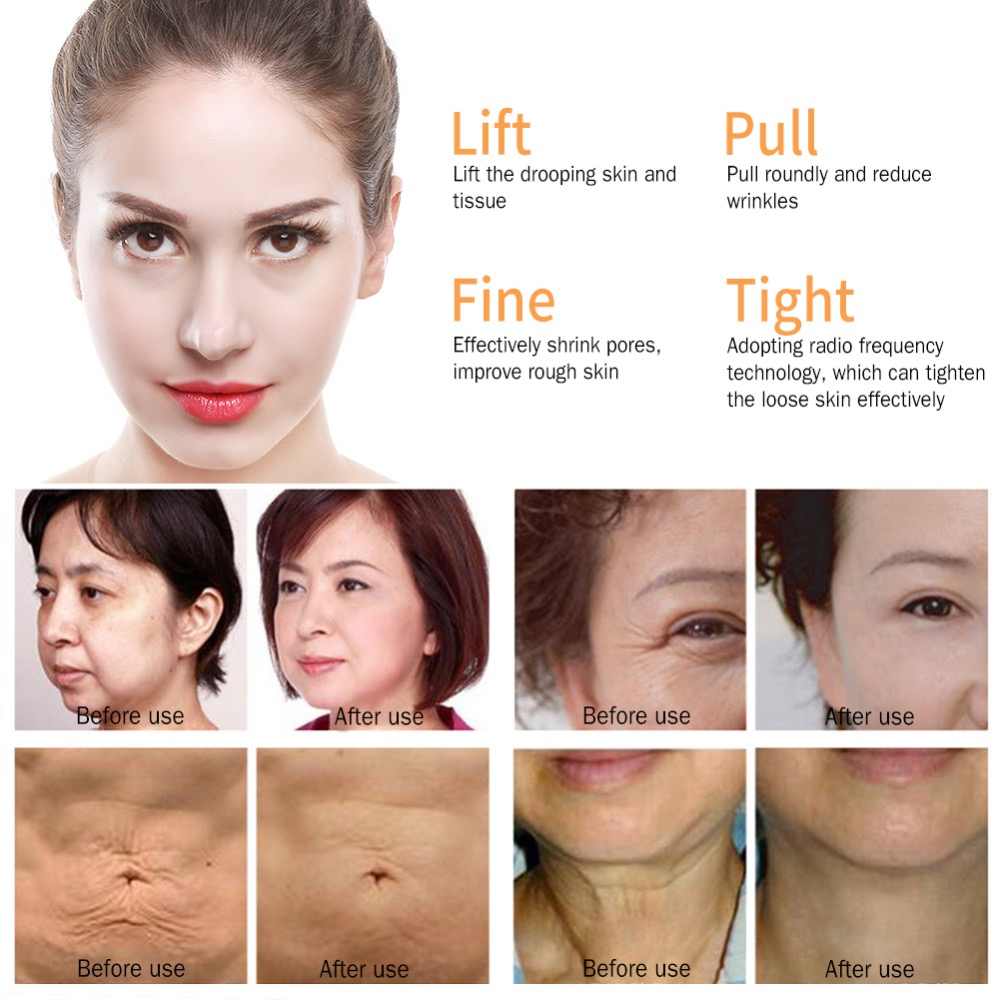 Lift
Lift the drooping skin and
tissue
Pull
Pull roundly and reduce
wrinkles
Fine
Effectively shrink pores,
improve rough skin
Tight
Adopting radio frequency
technology, which can tighten
the loose skin effectively
Before use
After use
Before use
After use
Before use
After use
Before use
After use